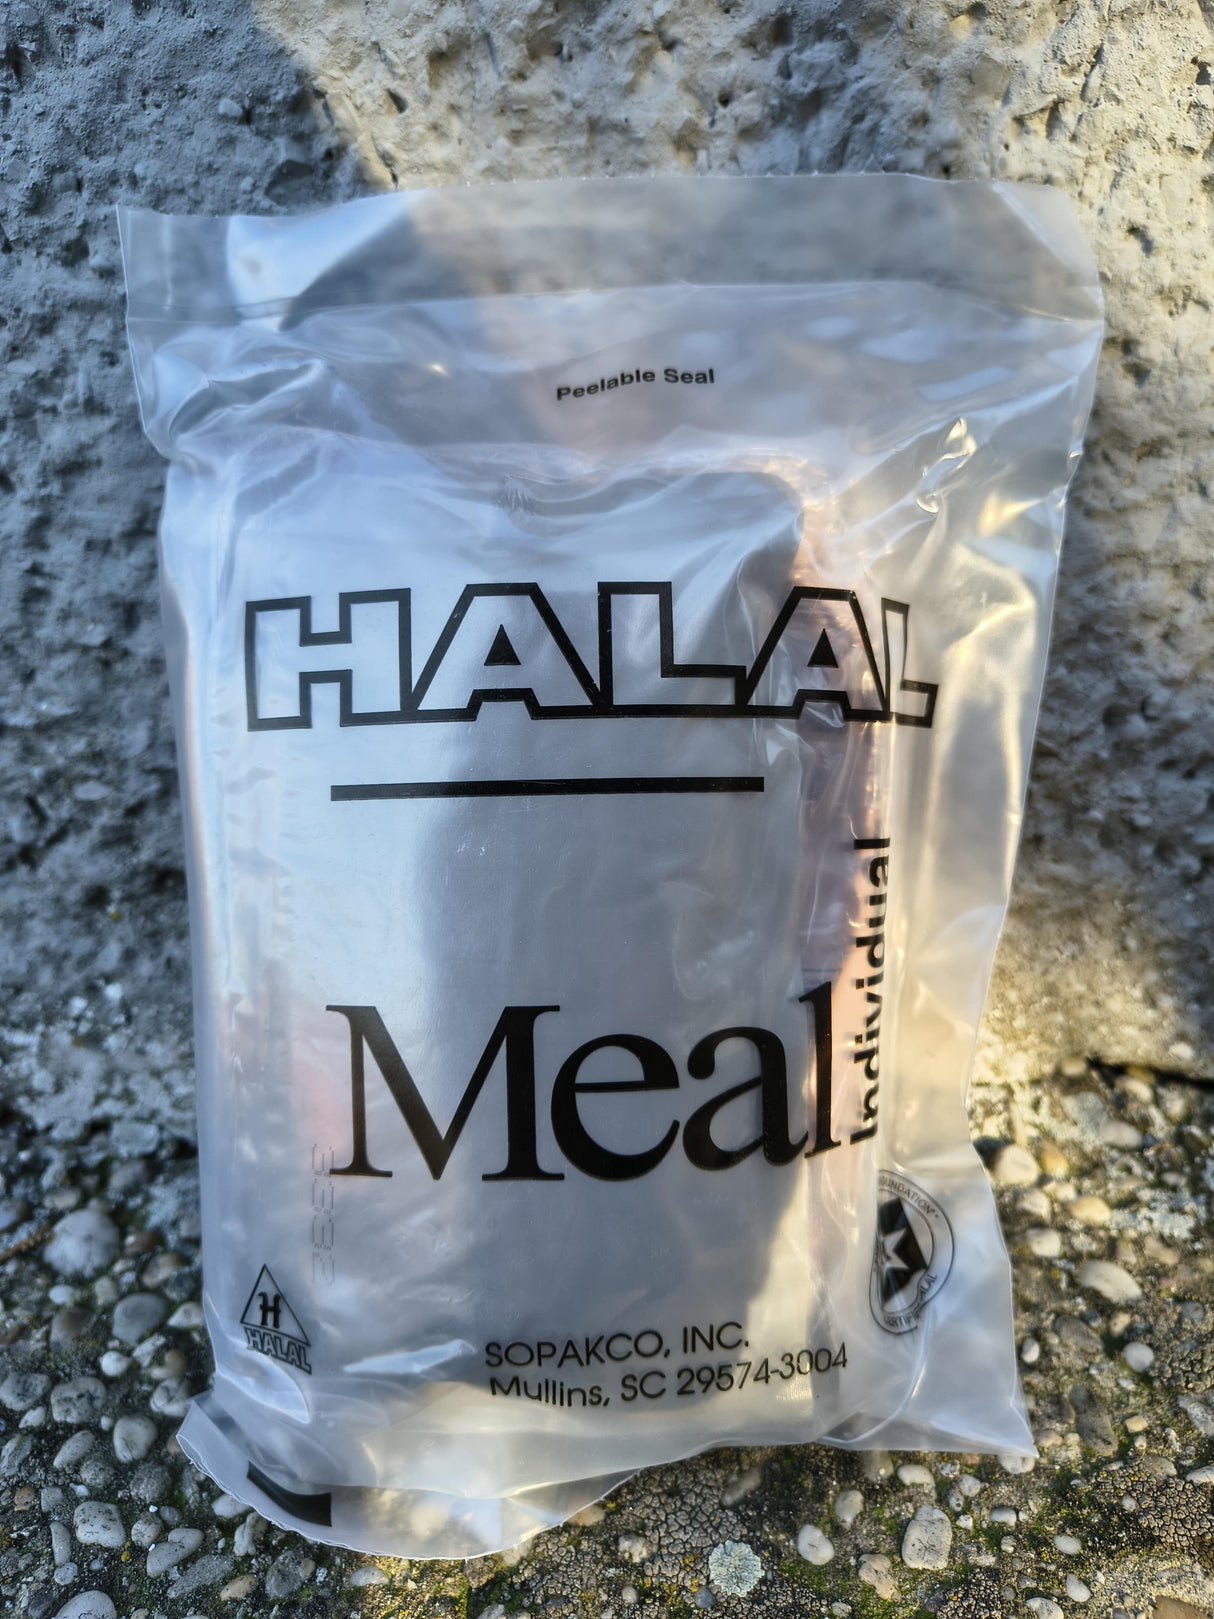 Peelable Seal
HALAL
Meal
Individual
H
HALAL
SOPAKCO, INC.
Mullins, SC 29574-3004